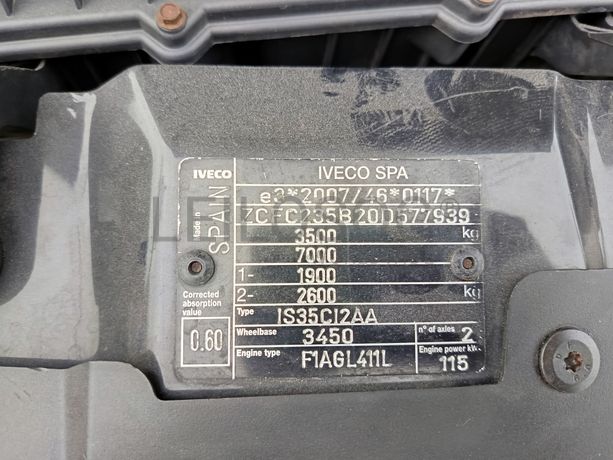 IVECO
IVECO SPA
Made in SPAIN
e3*2007/46*0117*
ZCFC235B20D577939
3500 kg
7000
1- 1900
2- 2600 kg
Corrected absorption value
0.60
Type IS35CI2AA
Wheelbase 3450 n° of axles 2
Engine type F1AGL411L Engine power kW 115